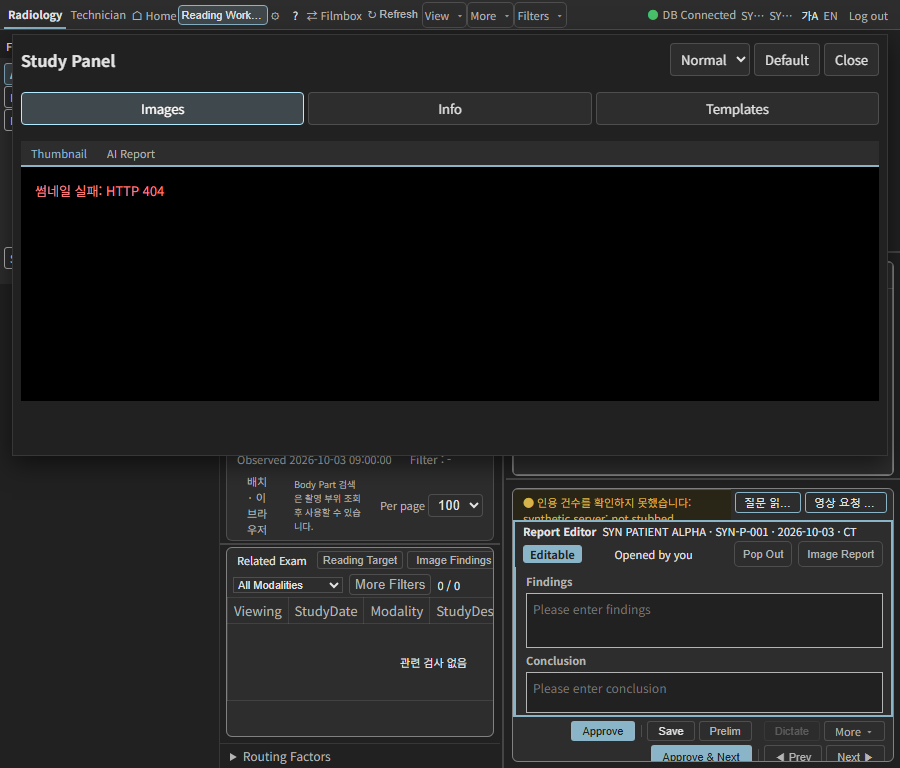 Radiology Technician Home Reading Work... ? Filmbox Refresh View More Filters DB Connected SY... SY... 가A EN Log out
Study Panel Normal Default Close
Images Info Templates
Thumbnail AI Report
썸네일 실패: HTTP 404
Observed 2026-10-03 09:00:00 Filter : -
배치
· 이
브라
우저
Body Part 검색
은 촬영 부위 조회
후 사용할 수 있습
니다.
Per page 100
Related Exam Reading Target Image Findings
All Modalities More Filters 0 / 0
Viewing StudyDate Modality StudyDes
관련 검사 없음
Routing Factors
인용 건수를 확인하지 못했습니다:
synthetic server: not stubbed
질문 읽... 영상 요청 ...
Report Editor SYN PATIENT ALPHA · SYN-P-001 · 2026-10-03 · CT
Editable Opened by you Pop Out Image Report
Findings
Please enter findings
Conclusion
Please enter conclusion
Approve Save Prelim Dictate More
Approve & Next Prev Next